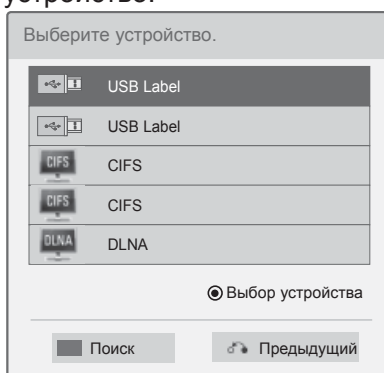 устройство.
Выберите устройство.
USB Label
USB Label
CIFS CIFS
CIFS CIFS
DLNA DLNA
Выбор устройства
Поиск Предыдущий